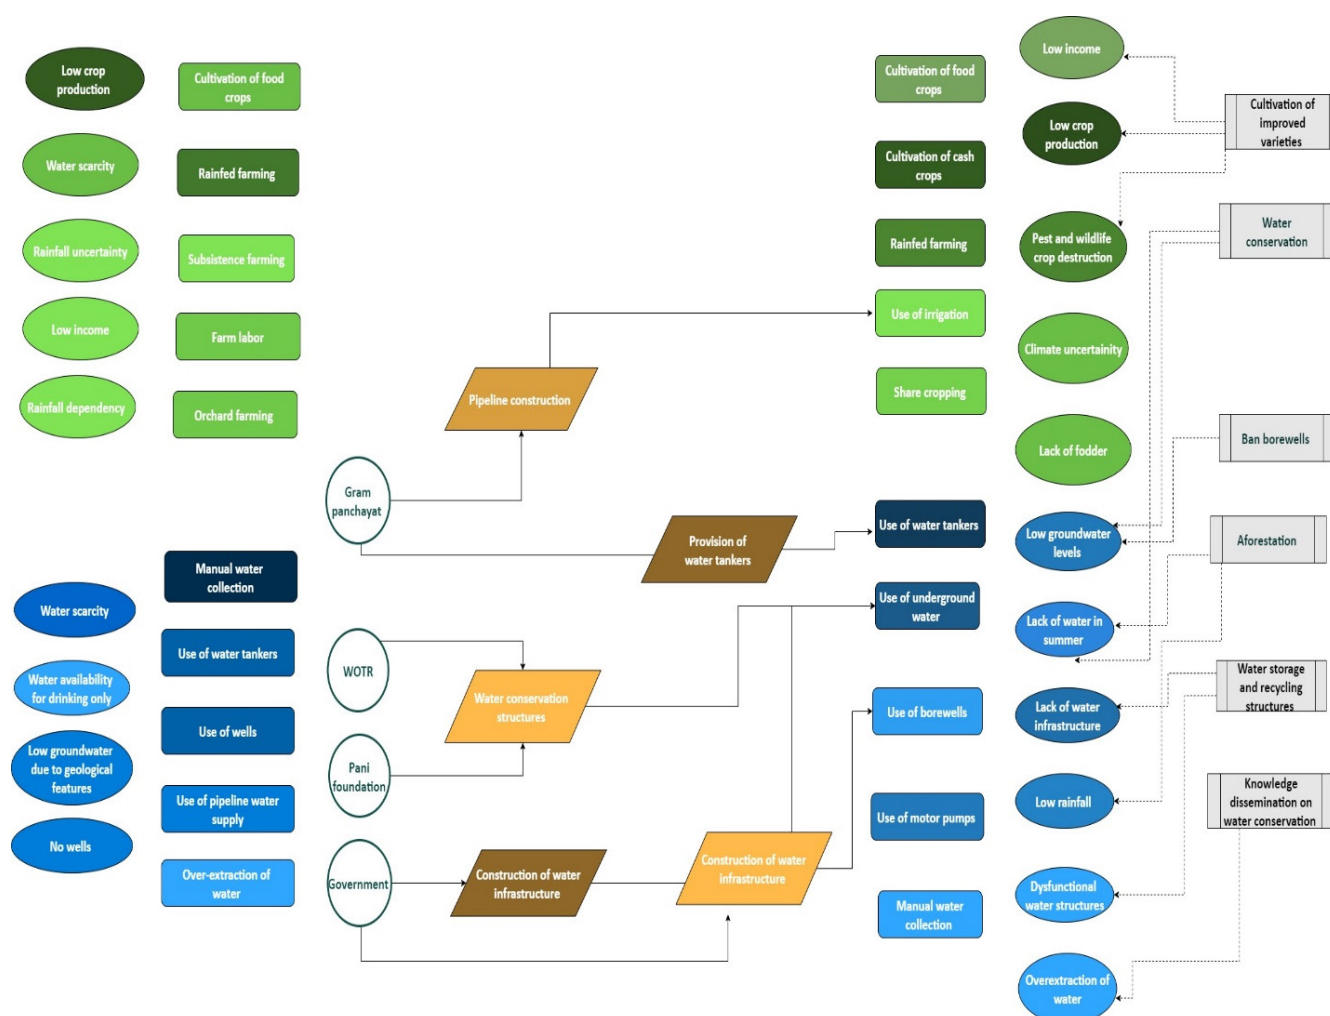 Low crop
production
Cultivation of food
crops
Water scarcity
Rainfed farming
Rainfall uncertainty
Subsistence farming
Low income
Farm labor
Rainfall dependency
Orchard farming
Manual water
collection
Water scarcity
Use of water tankers
Water availability
for drinking only
Use of wells
Low groundwater
due to geological
features
Use of pipeline water
supply
No wells
Over-extraction of
water
Gram
panchayat
WOTR
Pani
foundation
Government
Pipeline construction
Provision of
water tankers
Water conservation
structures
Construction of water
infrastructure
Construction of water
infrastructure
Cultivation of food
crops
Cultivation of cash
crops
Rainfed farming
Use of irrigation
Share cropping
Use of water tankers
Use of underground
water
Use of borewells
Use of motor pumps
Manual water
collection
Low income
Low crop
production
Pest and wildlife
crop destruction
Climate uncertainity
Lack of fodder
Low groundwater
levels
Lack of water in
summer
Lack of water
infrastructure
Low rainfall
Dysfunctional
water structures
Overextraction of
water
Cultivation of
improved
varieties
Water
conservation
Ban borewells
Aforestation
Water storage
and recycling
structures
Knowledge
dissemination on
water conservation